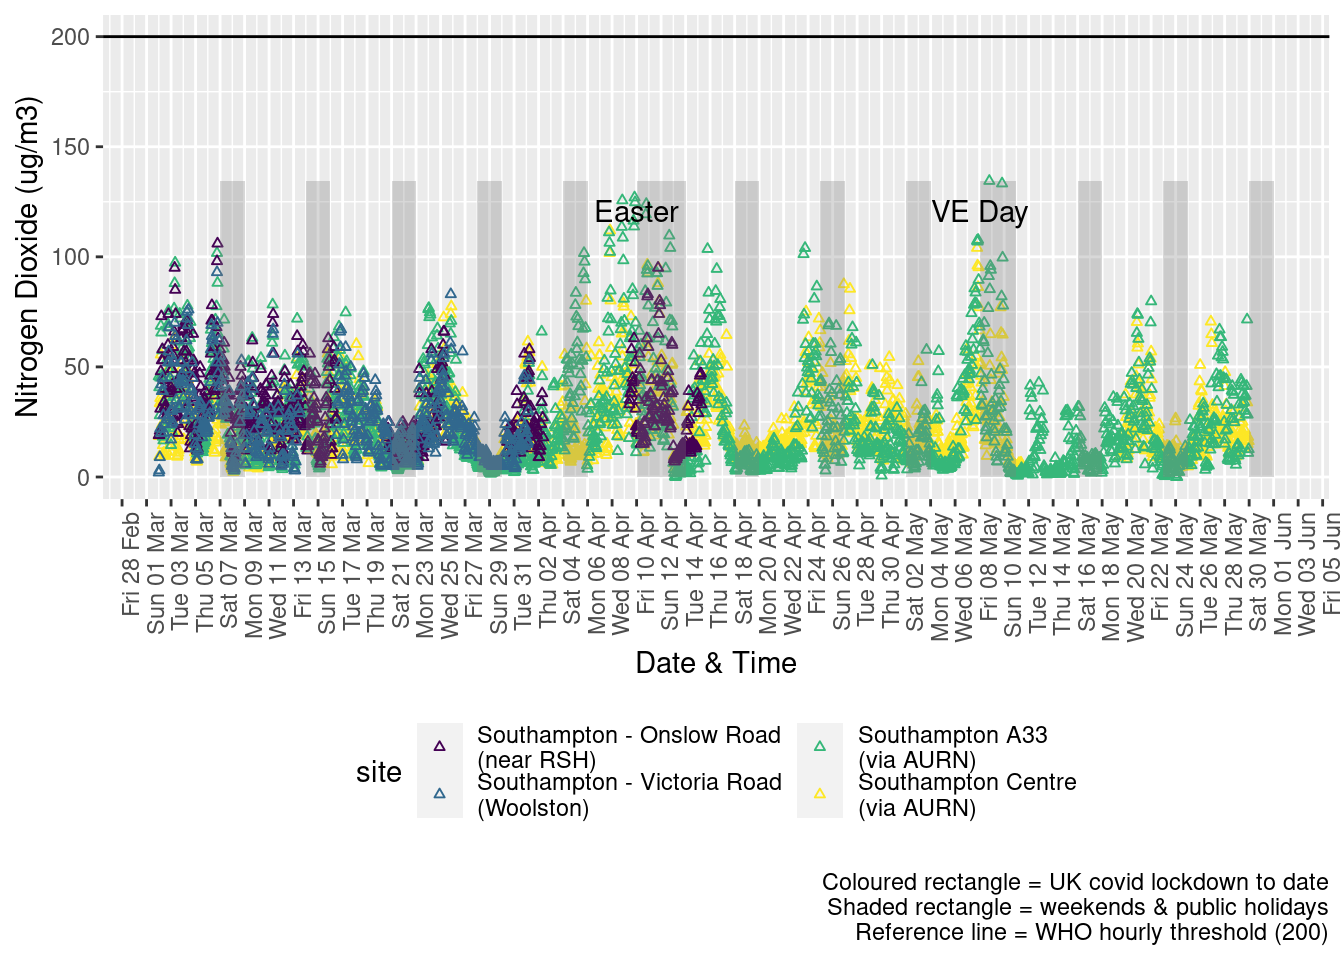 200
150
100
50
0
Nitrogen Dioxide (ug/m3)
Easter
VE Day
Fri 28 Feb
Sun 01 Mar
Tue 03 Mar
Thu 05 Mar
Sat 07 Mar
Mon 09 Mar
Wed 11 Mar
Fri 13 Mar
Sun 15 Mar
Tue 17 Mar
Thu 19 Mar
Sat 21 Mar
Mon 23 Mar
Wed 25 Mar
Fri 27 Mar
Sun 29 Mar
Tue 31 Mar
Thu 02 Apr
Sat 04 Apr
Mon 06 Apr
Wed 08 Apr
Fri 10 Apr
Sun 12 Apr
Tue 14 Apr
Thu 16 Apr
Sat 18 Apr
Mon 20 Apr
Wed 22 Apr
Fri 24 Apr
Sun 26 Apr
Tue 28 Apr
Thu 30 Apr
Sat 02 May
Mon 04 May
Wed 06 May
Fri 08 May
Sun 10 May
Tue 12 May
Thu 14 May
Sat 16 May
Mon 18 May
Wed 20 May
Fri 22 May
Sun 24 May
Tue 26 May
Thu 28 May
Sat 30 May
Mon 01 Jun
Wed 03 Jun
Fri 05 Jun
Date & Time
site
Southampton - Onslow Road
(near RSH)
Southampton - Victoria Road
(Woolston)
Southampton A33
(via AURN)
Southampton Centre
(via AURN)
Coloured rectangle = UK covid lockdown to date
Shaded rectangle = weekends & public holidays
Reference line = WHO hourly threshold (200)